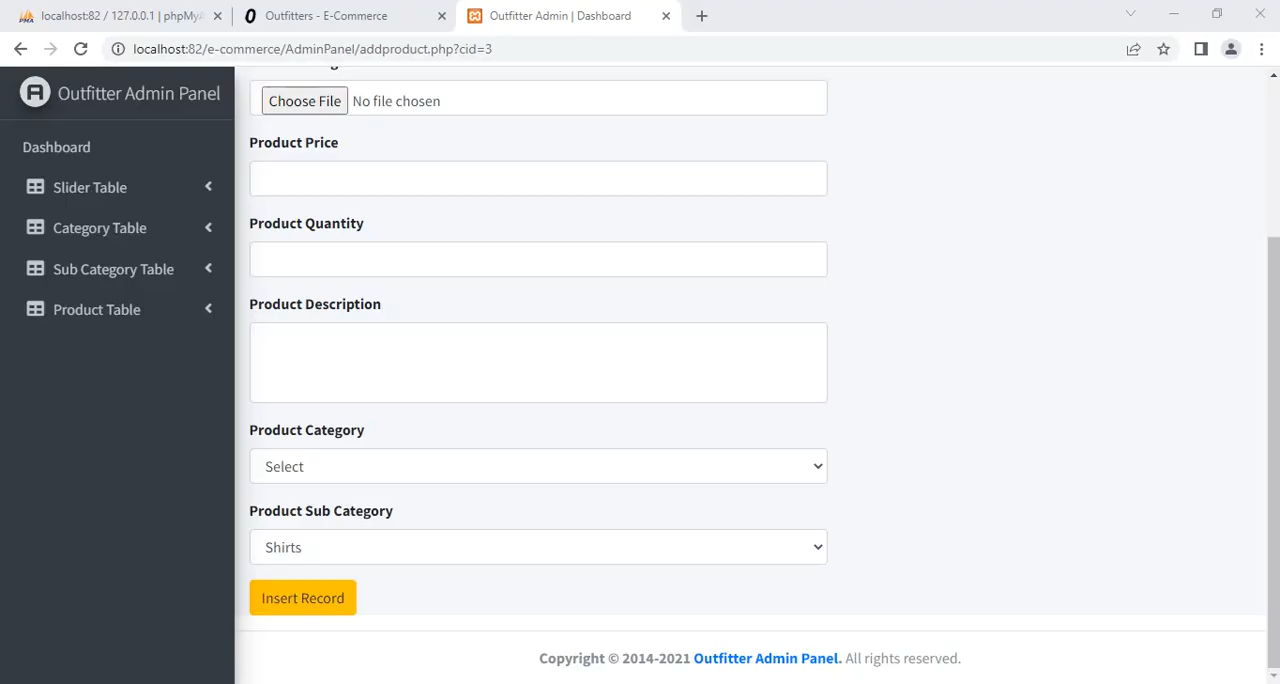 localhost:82 / 127.0.0.1 | phpMyA
Outfitters - E-Commerce
Outfitter Admin | Dashboard
localhost:82/e-commerce/AdminPanel/addproduct.php?cid=3
Outfitter Admin Panel
Dashboard
Slider Table
Category Table
Sub Category Table
Product Table
Choose File No file chosen
Product Price
Product Quantity
Product Description
Product Category
Select
Product Sub Category
Shirts
Insert Record
Copyright © 2014-2021 Outfitter Admin Panel. All rights reserved.